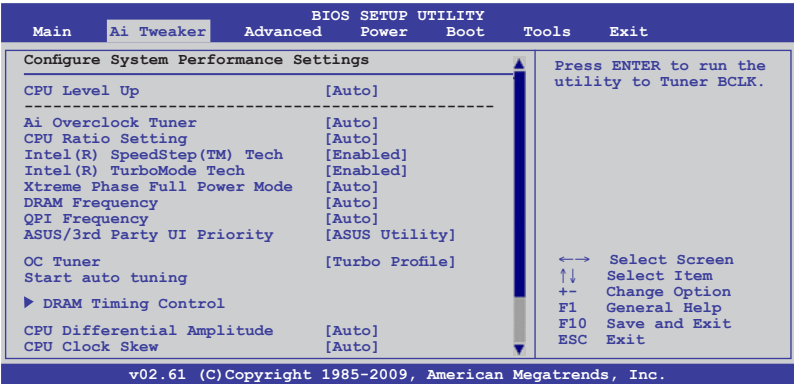 BIOS SETUP UTILITY
Main Ai Tweaker Advanced Power Boot Tools Exit
Configure System Performance Settings
CPU Level Up [Auto]
--------------------------------------------------
Ai Overclock Tuner [Auto]
CPU Ratio Setting [Auto]
Intel(R) SpeedStep(TM) Tech [Enabled]
Intel(R) TurboMode Tech [Enabled]
Xtreme Phase Full Power Mode [Auto]
DRAM Frequency [Auto]
QPI Frequency [Auto]
ASUS/3rd Party UI Priority [ASUS Utility]
OC Tuner [Turbo Profile]
Start auto tuning
DRAM Timing Control
CPU Differential Amplitude [Auto]
CPU Clock Skew [Auto]
Press ENTER to run the
utility to Tuner BCLK.
←→ Select Screen
↑↓ Select Item
+- Change Option
F1 General Help
F10 Save and Exit
ESC Exit
v02.61 (C)Copyright 1985-2009, American Megatrends, Inc.